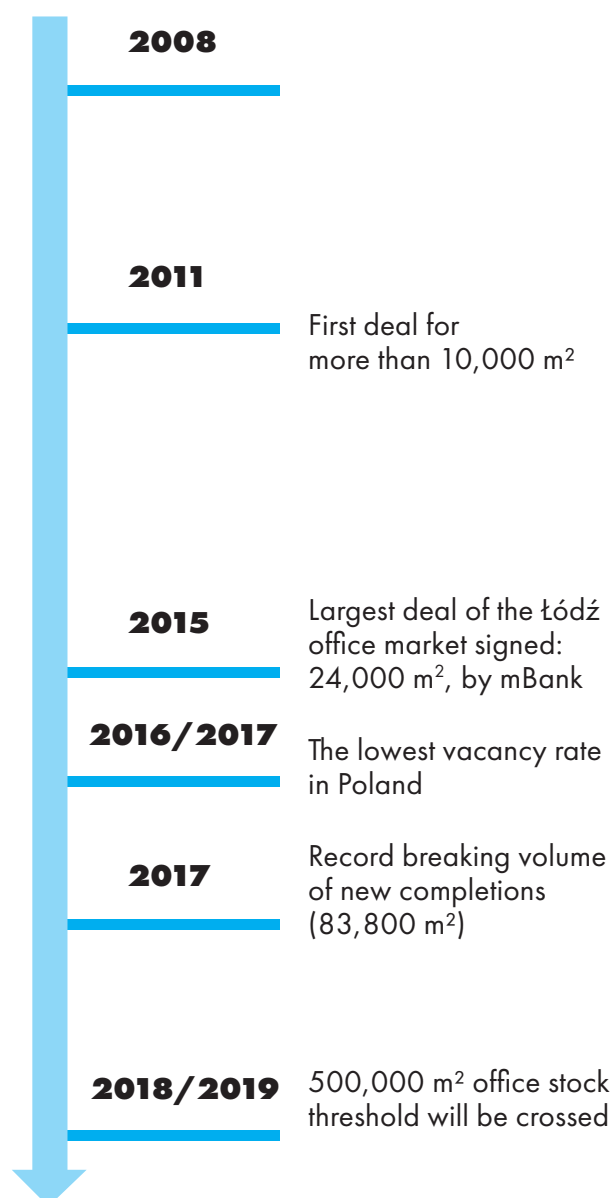 2008
2011
First deal for
more than 10,000 m²
2015
Largest deal of the Łódź
office market signed:
24,000 m², by mBank
2016/2017
The lowest vacancy rate
in Poland
2017
Record breaking volume
of new completions
(83,800 m²)
2018/2019
500,000 m² office stock
threshold will be crossed